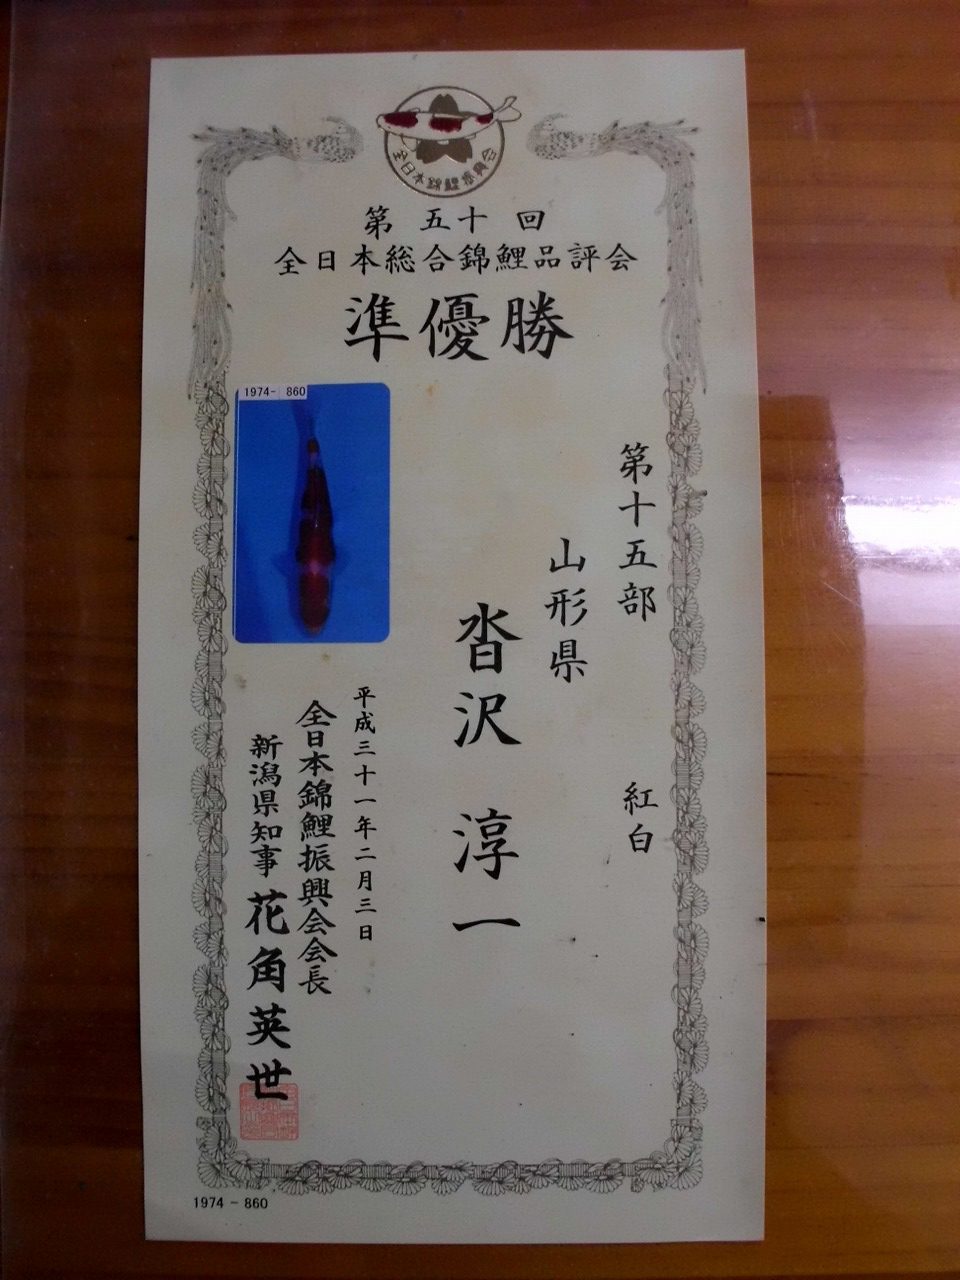 全日本錦鯉振興会
第 五十 回
全日本総合錦鯉品評会
準優勝
1974- 860
第十五部 紅白
山形県
沓沢 淳一
平成三十一年二月三日
全日本錦鯉振興会会長
新潟県知事 花角英世
1974 - 860